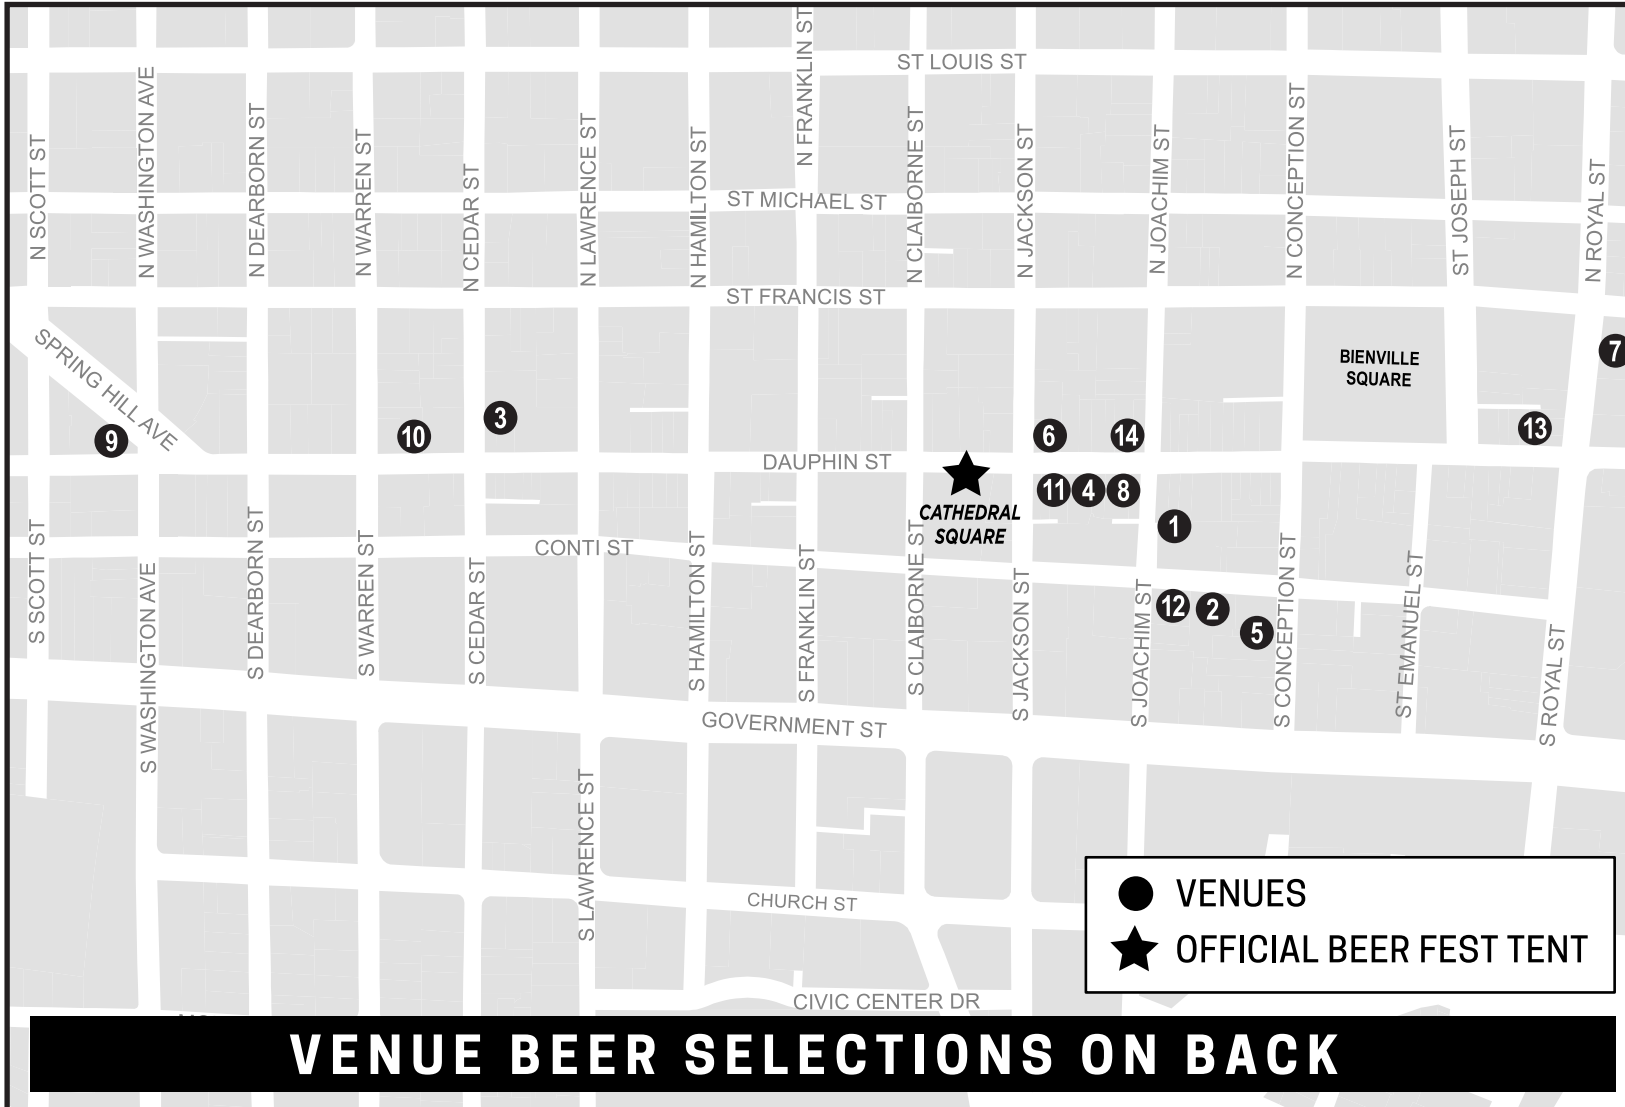 ST LOUIS ST
N SCOTT ST
N WASHINGTON AVE
N DEARBORN ST
N WARREN ST
N CEDAR ST
N LAWRENCE ST
N HAMILTON ST
N FRANKLIN ST
N CLAIBORNE ST
N JACKSON ST
N JOACHIM ST
N CONCEPTION ST
ST JOSEPH ST
N ROYAL ST
ST MICHAEL ST
ST FRANCIS ST
SPRING HILL AVE
BIENVILLE
SQUARE
7
9
10
3
6
14
13
DAUPHIN ST
11
4
8
CATHEDRAL
SQUARE
1
CONTI ST
12
2
5
S SCOTT ST
S WASHINGTON AVE
S DEARBORN ST
S WARREN ST
S CEDAR ST
S LAWRENCE ST
S HAMILTON ST
S FRANKLIN ST
S CLAIBORNE ST
S JACKSON ST
S JOACHIM ST
S CONCEPTION ST
ST EMANUEL ST
S ROYAL ST
GOVERNMENT ST
CHURCH ST
CIVIC CENTER DR
VENUES
OFFICIAL BEER FEST TENT
VENUE BEER SELECTIONS ON BACK